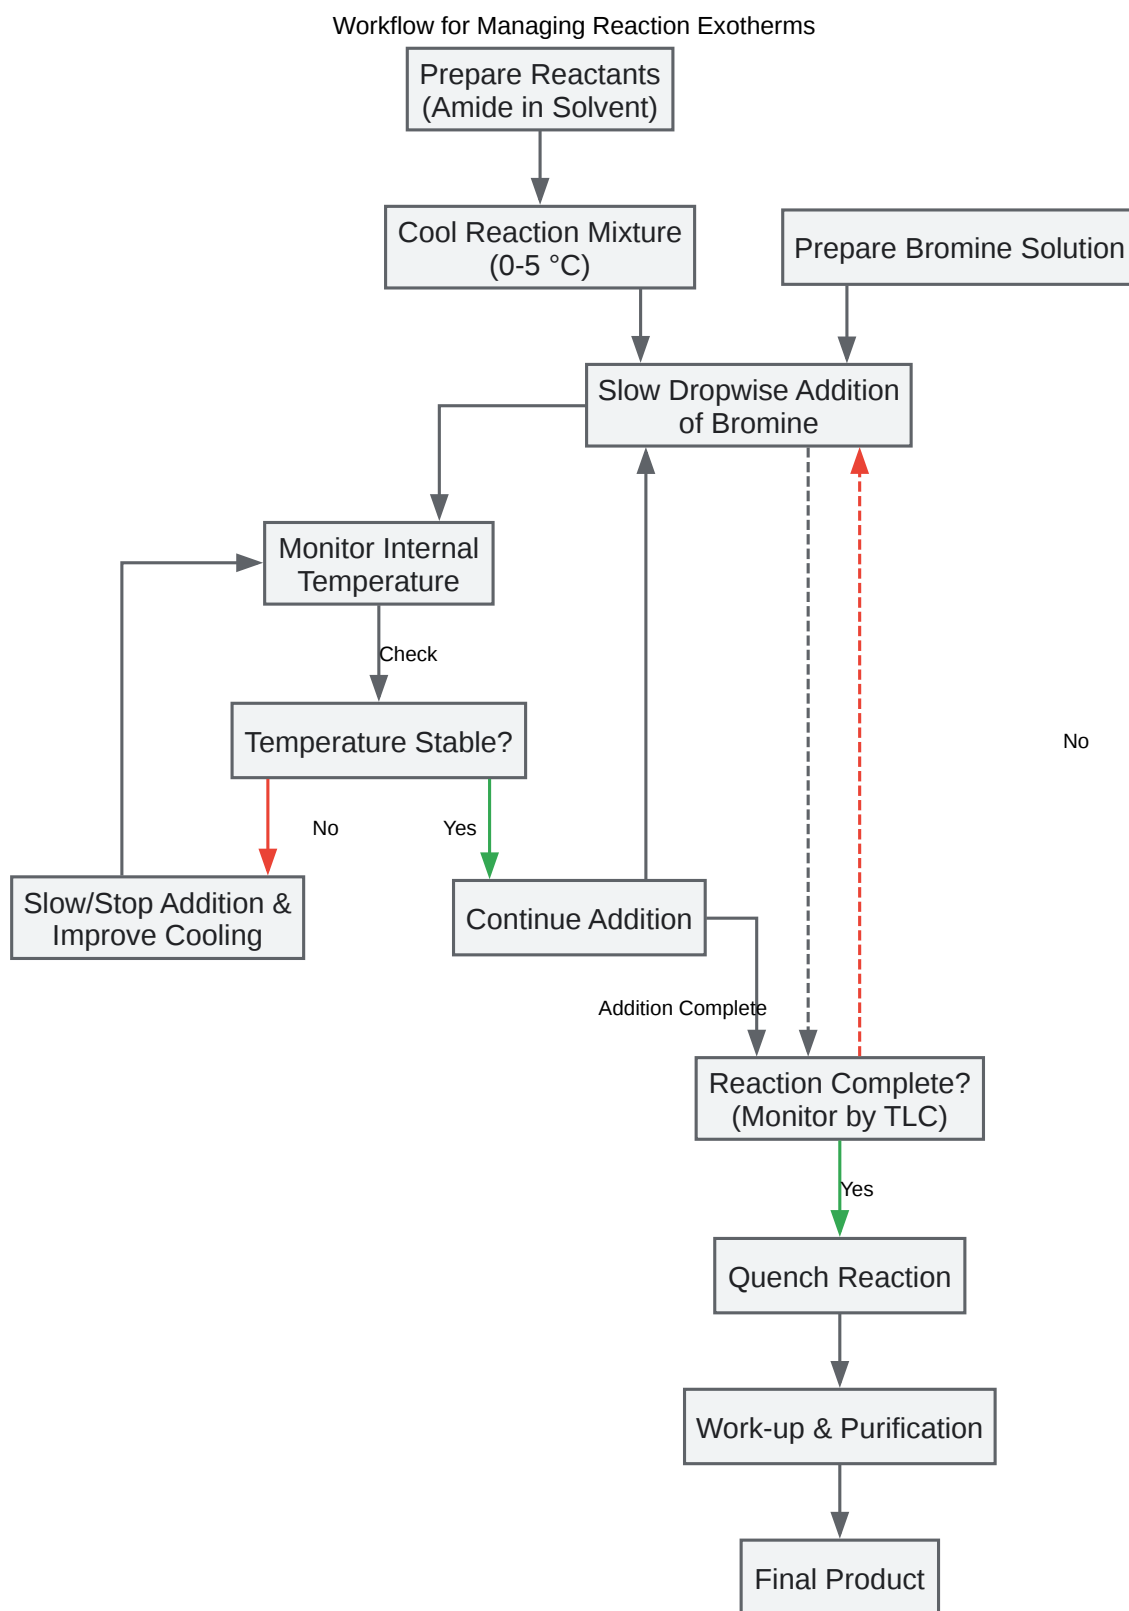 Workflow for Managing Reaction Exotherms
Prepare Reactants
(Amide in Solvent)
Cool Reaction Mixture
(0-5 °C)
Prepare Bromine Solution
Slow Dropwise Addition
of Bromine
Monitor Internal
Temperature
Check
Temperature Stable?
No
No
Yes
Slow/Stop Addition &
Improve Cooling
Continue Addition
Addition Complete
Reaction Complete?
(Monitor by TLC)
Yes
Quench Reaction
Work-up & Purification
Final Product